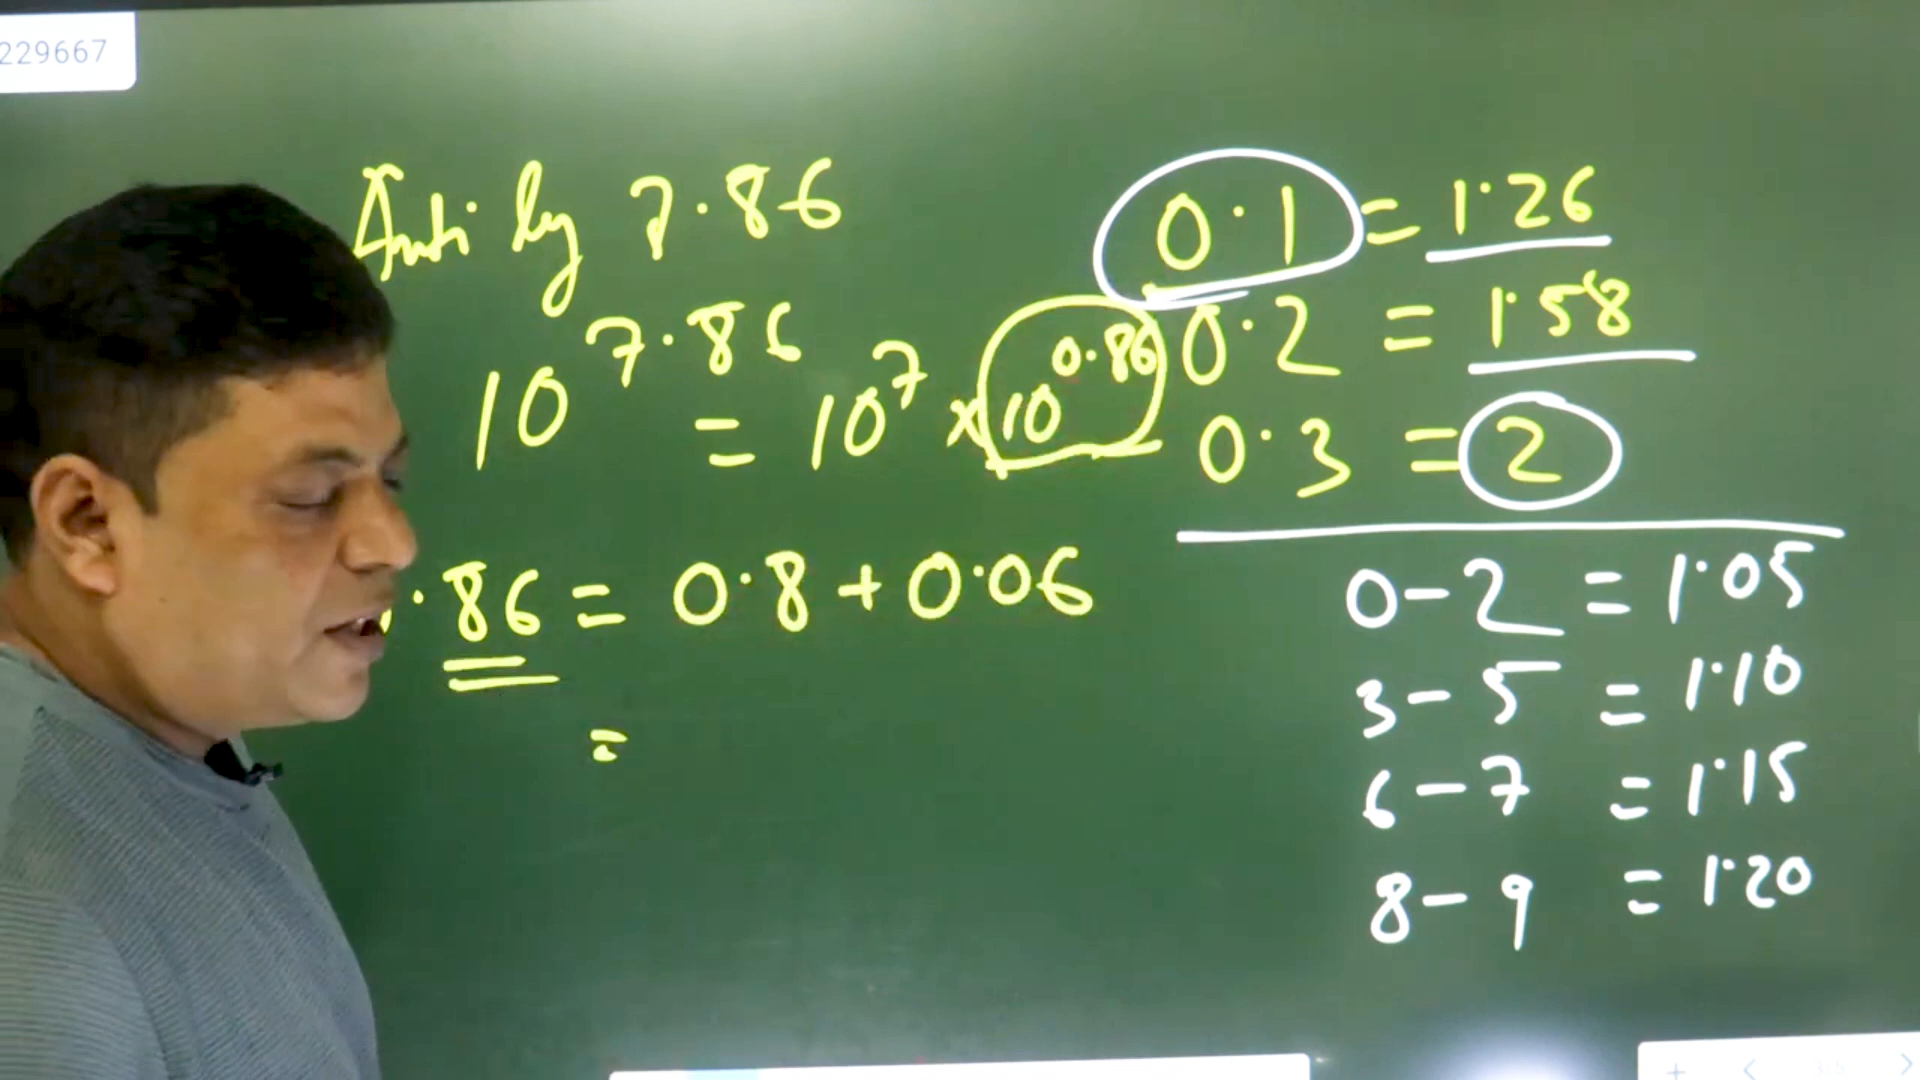 229667
Anti log 7.86
10^7.86 = 10^7 × 10^0.86
.86 = 0.8 + 0.06
=
0.1 = 1.26
0.2 = 1.58
0.3 = 2
0-2 = 1.05
3-5 = 1.10
6-7 = 1.15
8-9 = 1.20